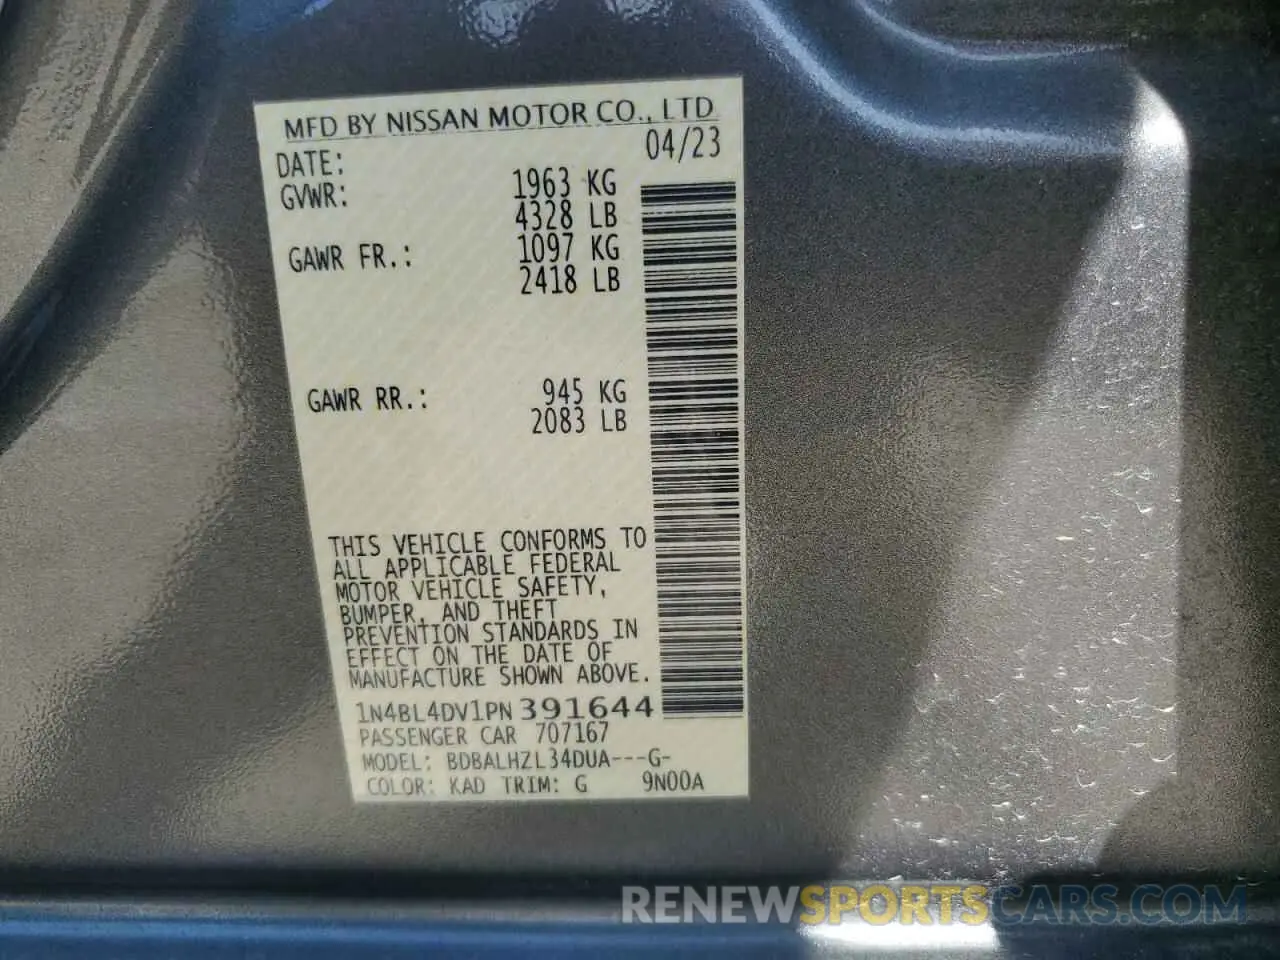 MFD BY NISSAN MOTOR CO., LTD
DATE: 04/23
GVWR: 1963 KG
4328 LB
GAWR FR.: 1097 KG
2418 LB
GAWR RR.: 945 KG
2083 LB
THIS VEHICLE CONFORMS TO
ALL APPLICABLE FEDERAL
MOTOR VEHICLE SAFETY,
BUMPER, AND THEFT
PREVENTION STANDARDS IN
EFFECT ON THE DATE OF
MANUFACTURE SHOWN ABOVE.
1N4BL4DV1PN391644
PASSENGER CAR 707167
MODEL: BDBALHZL34DUA---G-
COLOR: KAD TRIM: G 9N00A
RENEWSPORTSCARS.COM